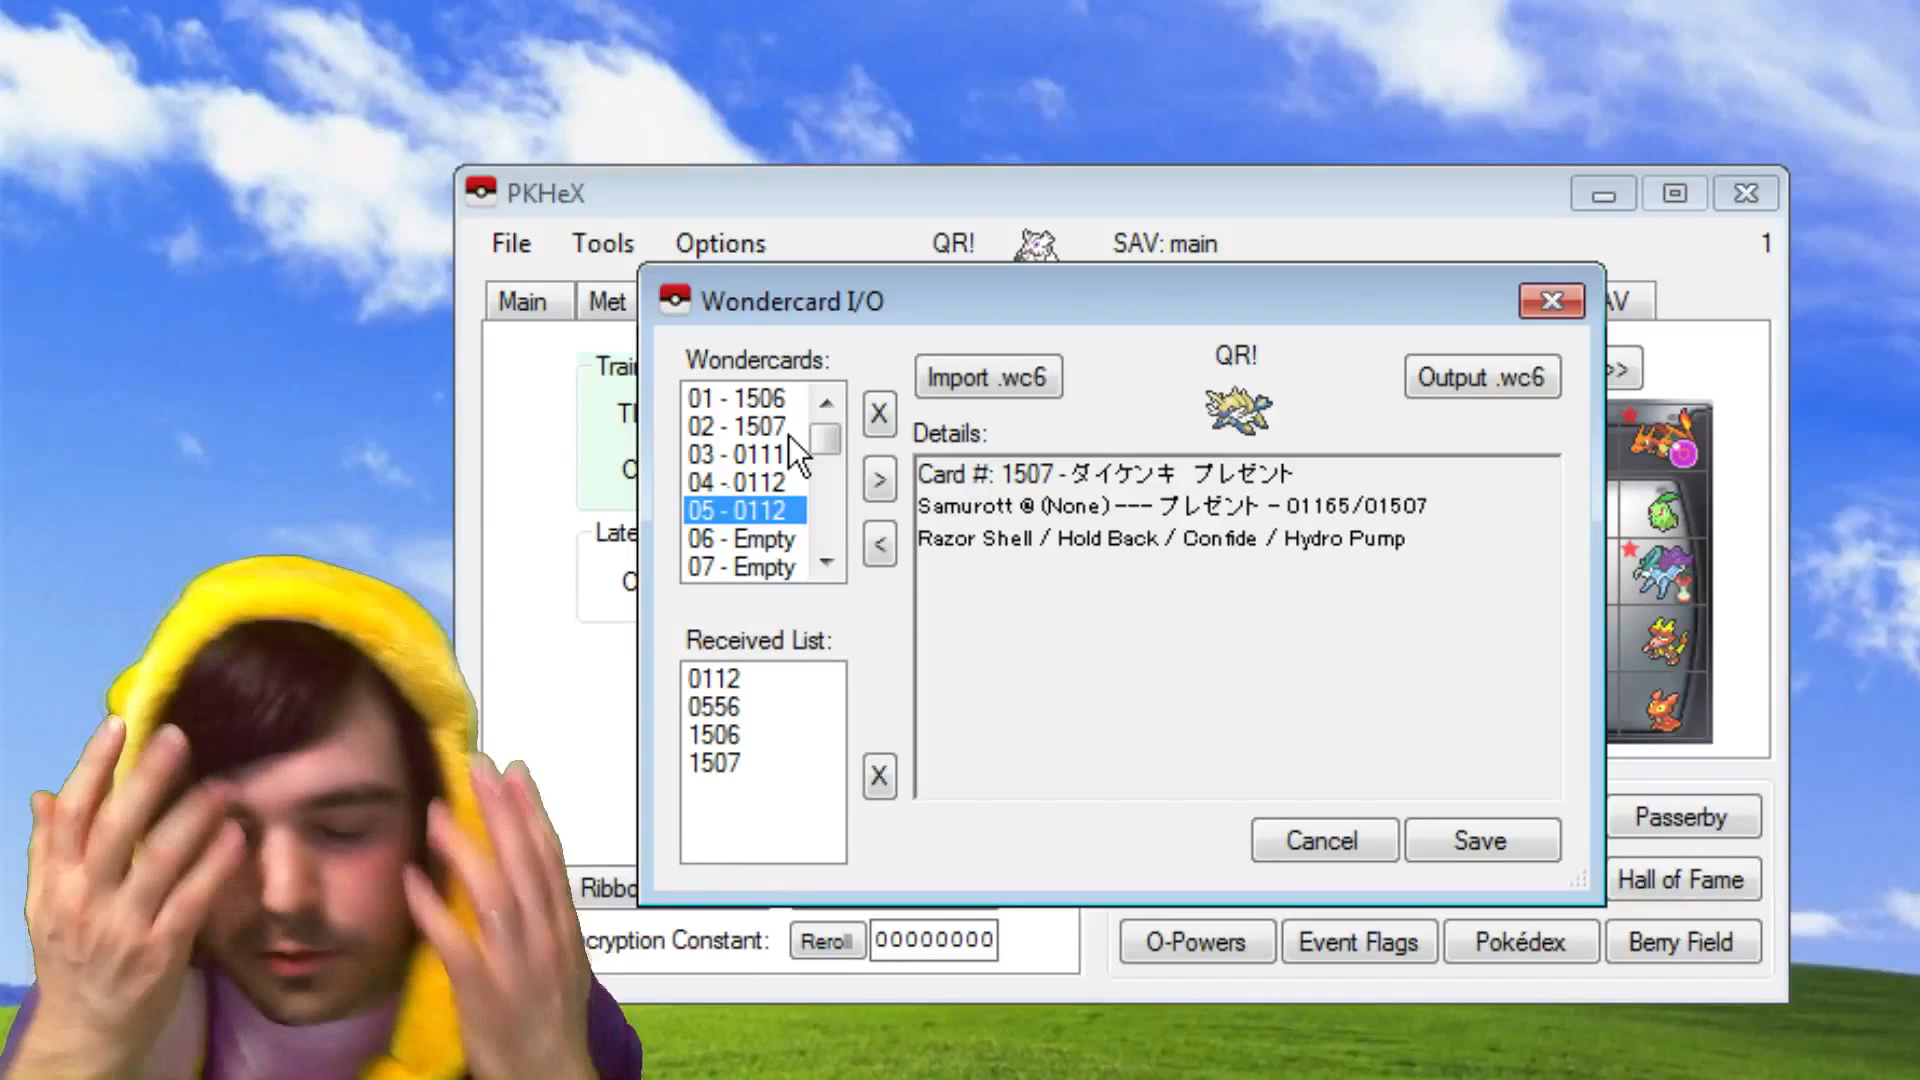 PKHeX
File Tools Options QR! SAV: main 1
Main Met AV
Wondercard I/O
Wondercards:
01 - 1506
02 - 1507
03 - 0111
04 - 0112
05 - 0112
06 - Empty
07 - Empty
X
>
<
Import .wc6
QR!
Output .wc6
>>
Details:
Card #: 1507 - ダイケンキ プレゼント
Samurott @ (None) --- プレゼント - 01165/01507
Razor Shell / Hold Back / Confide / Hydro Pump
Received List:
0112
0556
1506
1507
X
Cancel Save
Passerby
Hall of Fame
Encryption Constant: Reroll 00000000
O-Powers Event Flags Pokédex Berry Field